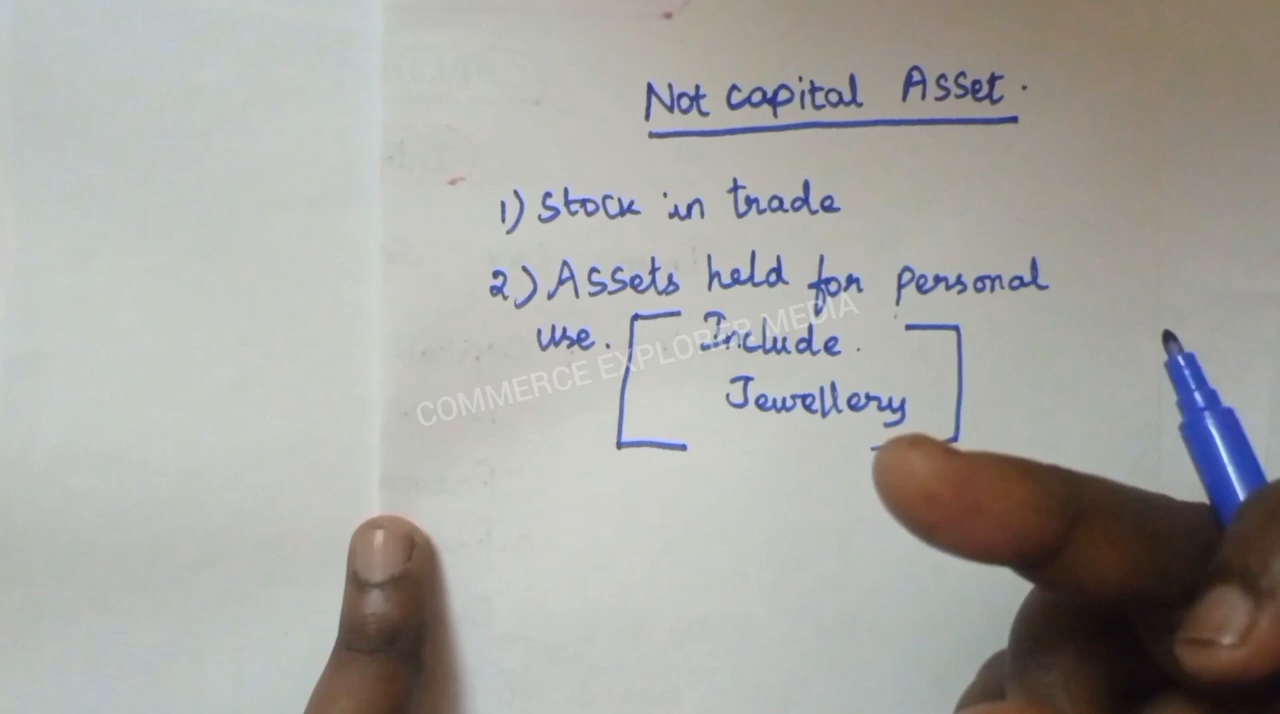 Not capital Asset.
1) Stock in trade
2) Assets held for personal
use. [ Include.
Jewellery ]
COMMERCE EXPLORER MEDIA